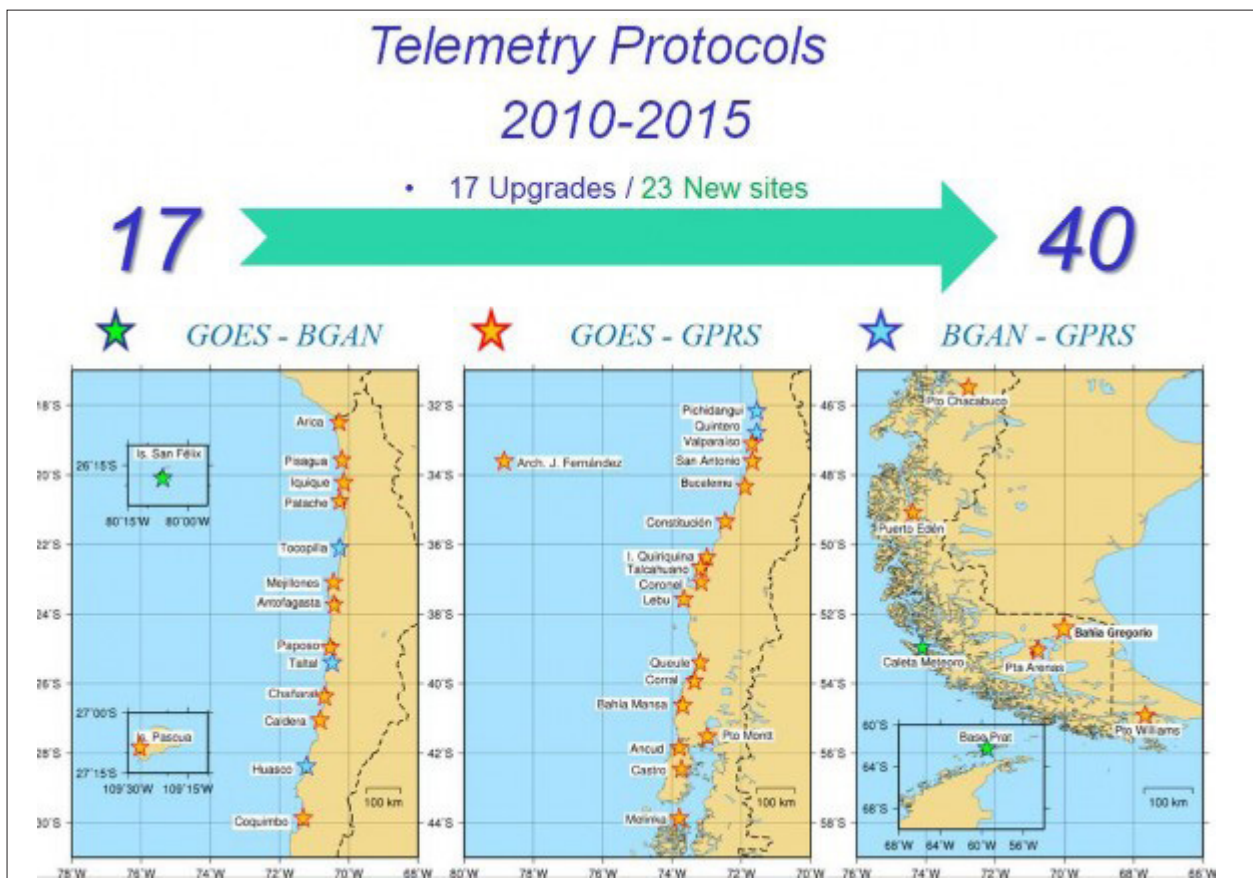 Telemetry Protocols
2010-2015
• 17 Upgrades / 23 New sites
17
40
GOES - BGAN
GOES - GPRS
BGAN - GPRS
18°S
Arica
Is. San Félix
26°15'S
Pisagua
20°S
Iquique
Patache
80°15'W 80°00'W
22°S
Tocopilla
Mejillones
Antofagasta
24°S
Paposo
Taltal
26°S
Chañaral
27°00'S
Caldera
Is. Pascua
27°15'S
109°30'W 109°15'W
Huasco
28°S
100 km
Coquimbo
30°S
78°W 76°W 74°W 72°W 70°W 68°W
32°S
Pichidangui
Quintero
Valparaíso
Arch. J. Fernández
San Antonio
34°S
Bucalemu
Constitución
36°S
I. Quiriquina
Talcahuano
Coronel
Lebu
38°S
Queule
Corral
40°S
Bahía Mansa
Pto Montt
Ancud
42°S
Castro
100 km
Melinka
44°S
80°W 78°W 76°W 74°W 72°W 70°W
46°S
Pto Chacabuco
48°S
Puerto Edén
50°S
52°S
Bahía Gregorio
Caleta Meteoro
Pta Arenas
54°S
60°S
Pto Williams
Base Prat
56°S
64°S
100 km
68°S
58°S
68°W 64°W 60°W 56°W
76°W 74°W 72°W 70°W 68°W 66°W